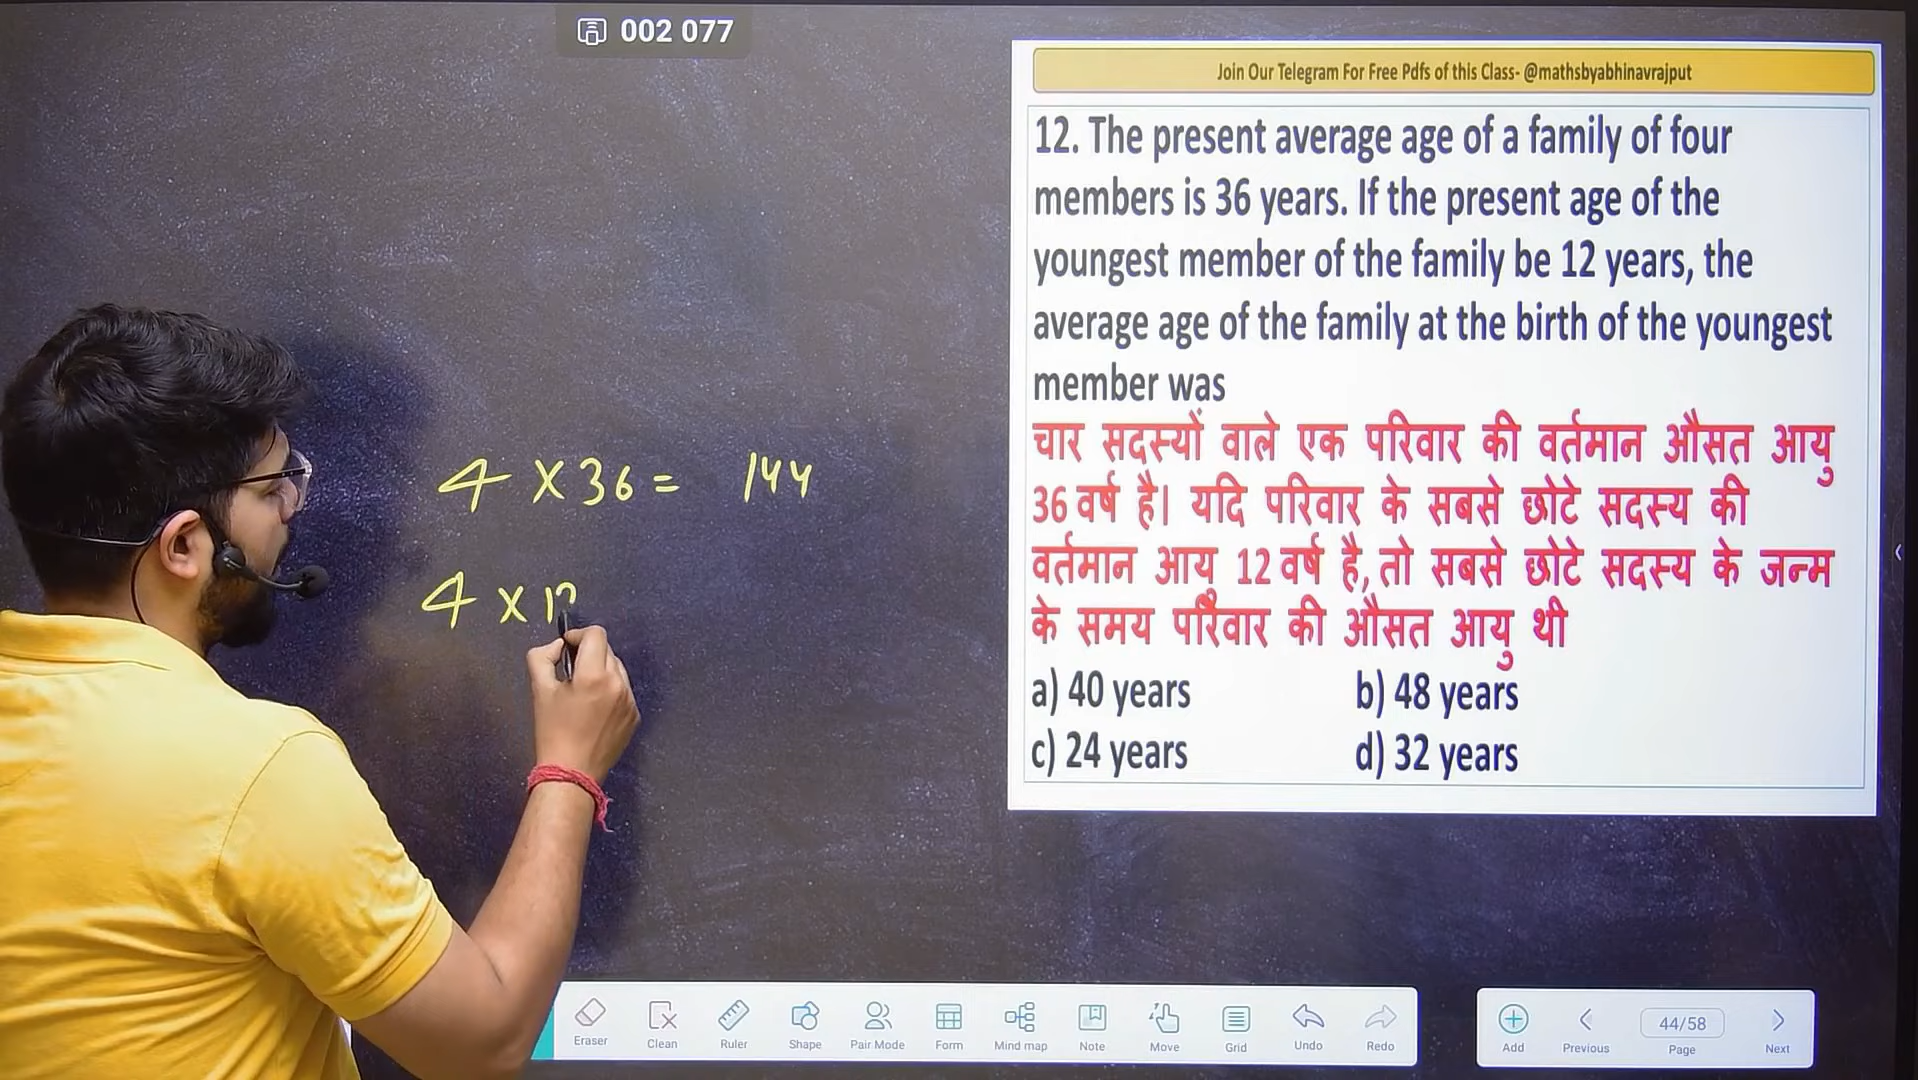 002 077
Join Our Telegram For Free Pdfs of this Class- @mathsbyabhinavrajput
12. The present average age of a family of four
members is 36 years. If the present age of the
youngest member of the family be 12 years, the
average age of the family at the birth of the youngest
member was
चार सदस्यों वाले एक परिवार की वर्तमान औसत आयु
36 वर्ष है। यदि परिवार के सबसे छोटे सदस्य की
वर्तमान आयु 12 वर्ष है, तो सबसे छोटे सदस्य के जन्म
के समय परिवार की औसत आयु थी
a) 40 years b) 48 years
c) 24 years d) 32 years
4 x 36 = 144
4 x 12
Eraser Clean Ruler Shape Pair Mode Form Mind map Note Move Grid Undo Redo
Add Previous 44/58 Page Next